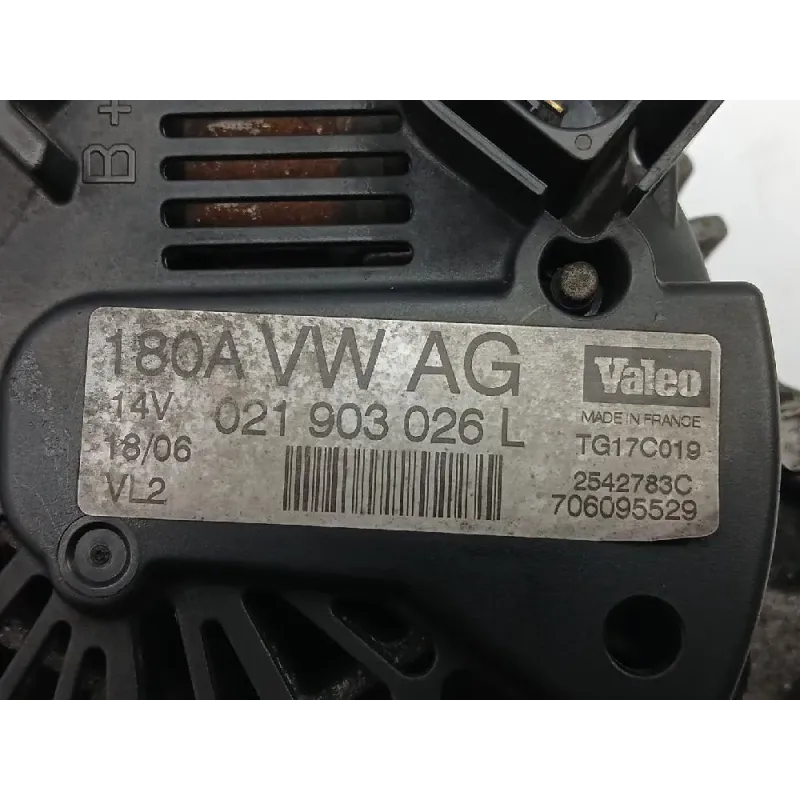 B+
180A VW AG
14V 021 903 026 L
18/06
VL2
Valeo
MADE IN FRANCE
TG17C019
2542783C
706095529